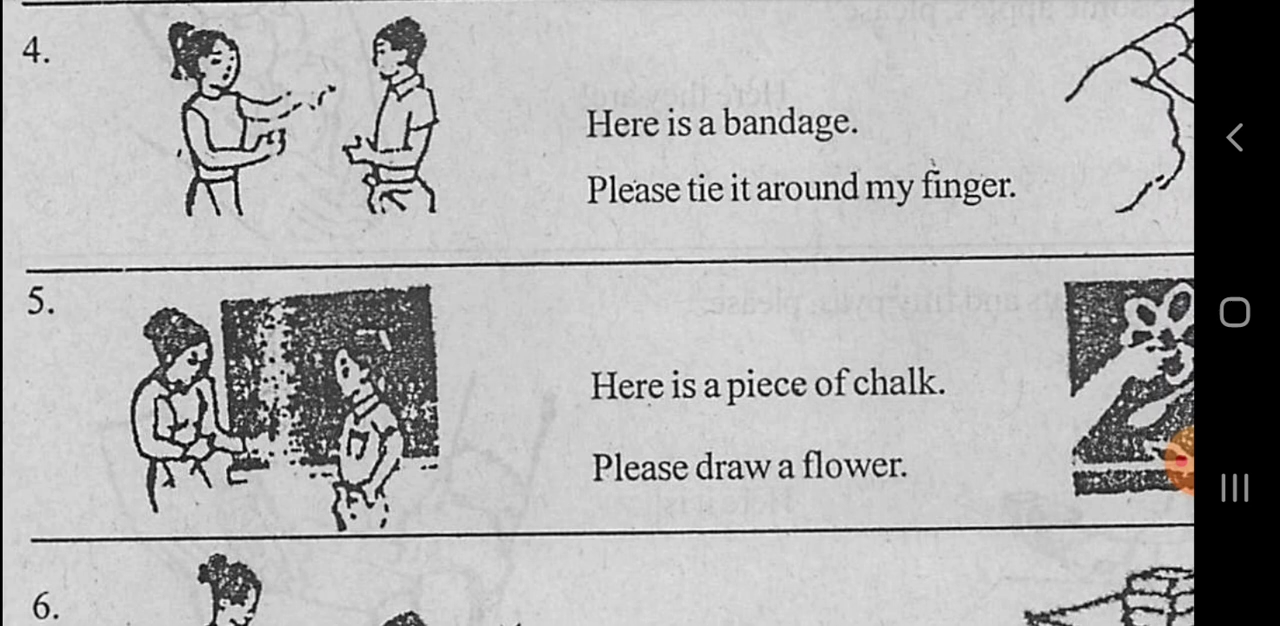 4.
Here is a bandage.
Please tie it around my finger.
5.
Here is a piece of chalk.
Please draw a flower.
6.